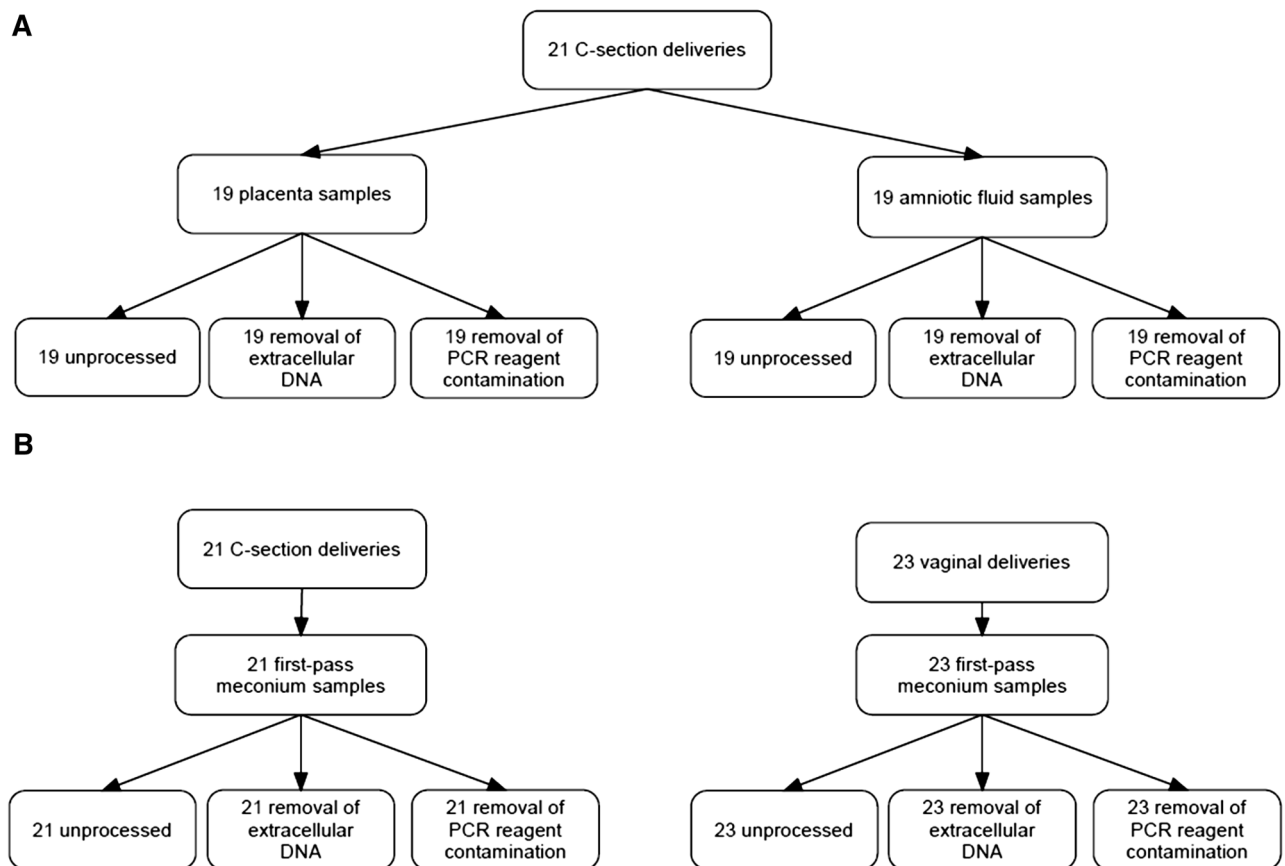 A
21 C-section deliveries
19 placenta samples
19 amniotic fluid samples
19 unprocessed
19 removal of
extracellular
DNA
19 removal of
PCR reagent
contamination
19 unprocessed
19 removal of
extracellular
DNA
19 removal of
PCR reagent
contamination
B
21 C-section deliveries
23 vaginal deliveries
21 first-pass
meconium samples
23 first-pass
meconium samples
21 unprocessed
21 removal of
extracellular
DNA
21 removal of
PCR reagent
contamination
23 unprocessed
23 removal of
extracellular
DNA
23 removal of
PCR reagent
contamination